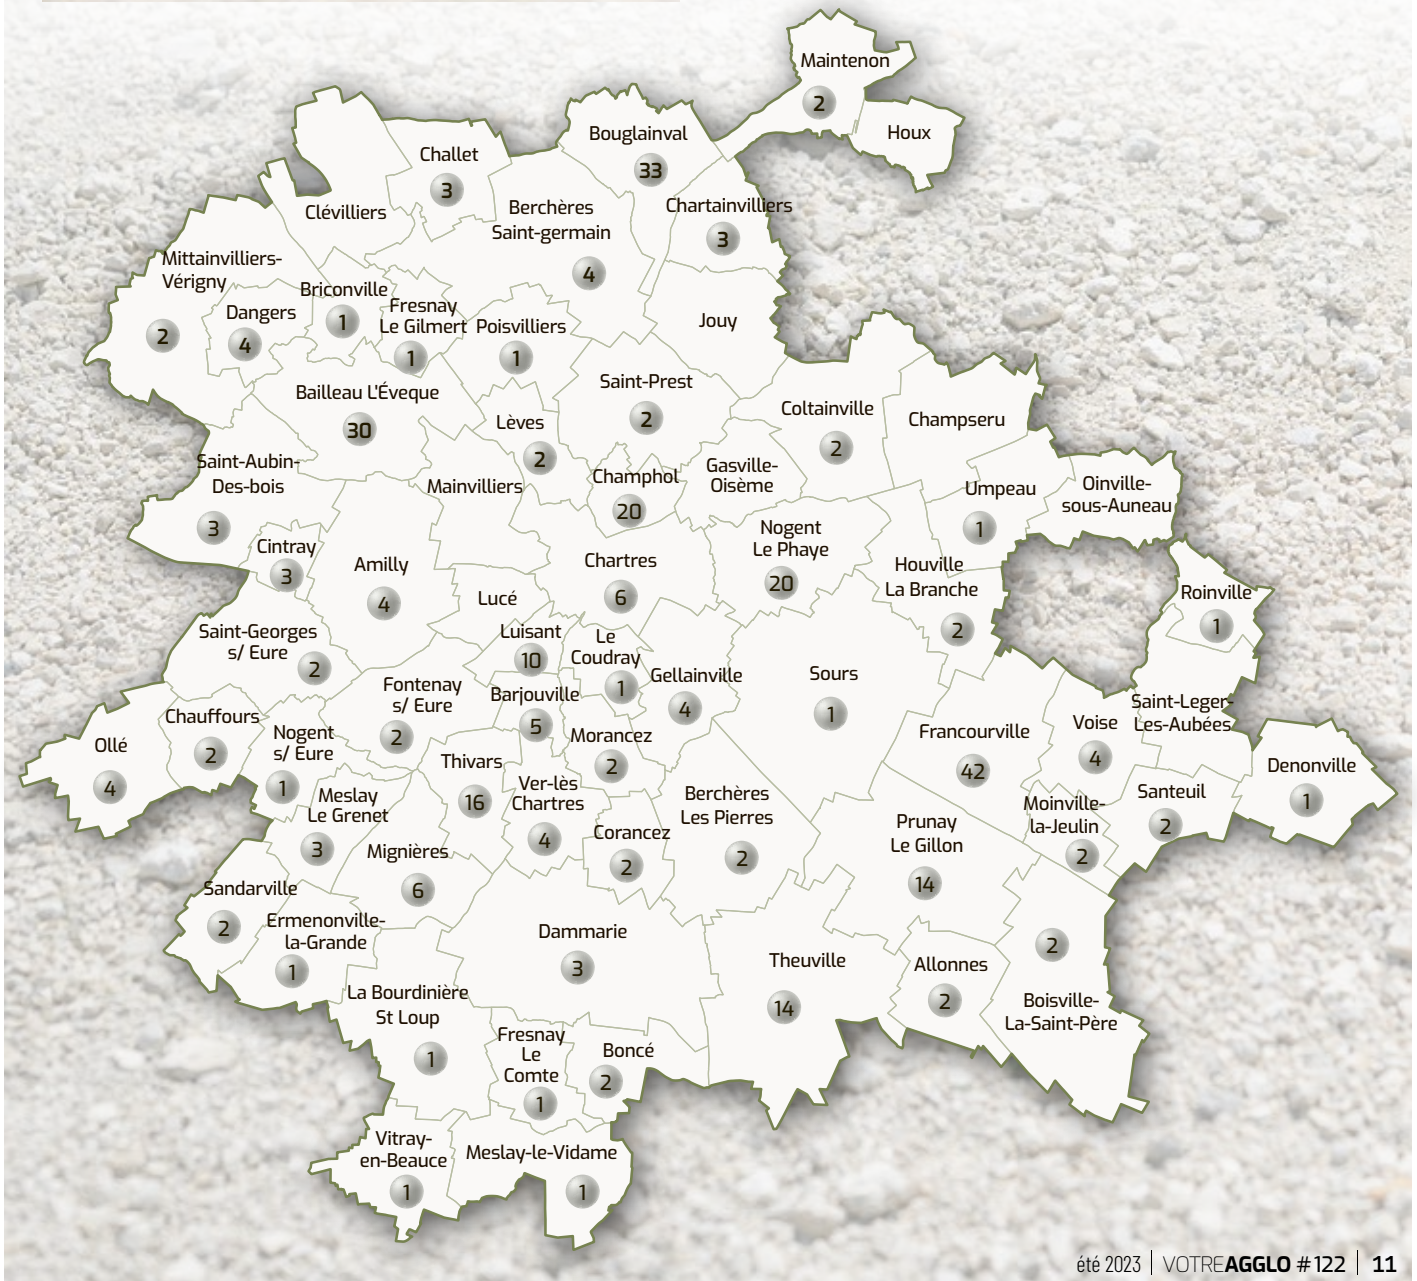 Maintenon
2
Houx
Bouglainval
33
Challet
3
Clévilliers
Berchères
Saint-germain
4
Chartainvilliers
3
Mittainvilliers-
Vérigny
2
Dangers
4
Briconville
1
Fresnay
Le Gilmert
1
Poisvilliers
1
Jouy
Bailleau L'Éveque
30
Lèves
2
Saint-Prest
2
Coltainville
2
Champseru
Saint-Aubin-
Des-bois
3
Mainvilliers
Champhol
20
Gasville-
Oisème
Umpeau
1
Oinville-
sous-Auneau
Cintray
3
Amilly
4
Chartres
6
Nogent
Le Phaye
20
Houville
La Branche
2
Roinville
1
Lucé
Saint-Georges
s/ Eure
2
Luisant
10
Le
Coudray
1
Gellainville
4
Sours
1
Fontenay
s/ Eure
2
Barjouville
5
Morancez
2
Ollé
4
Chauffours
2
Nogent
s/ Eure
1
Francourville
42
Voise
4
Saint-Leger-
Les-Aubées
Denonville
1
Thivars
16
Ver-lès
Chartres
4
Meslay
Le Grenet
3
Mignières
6
Corancez
2
Berchères
Les Pierres
2
Prunay
Le Gillon
14
Moinville-
la-Jeulin
2
Santeuil
2
Sandarville
2
Ermenonville-
la-Grande
1
Dammarie
3
Theuville
14
Allonnes
2
2
Boisville-
La-Saint-Père
La Bourdinière
St Loup
1
Fresnay
Le
Comte
1
Boncé
2
Vitray-
en-Beauce
1
Meslay-le-Vidame
1
été 2023 | VOTREAGGLO #122 | 11